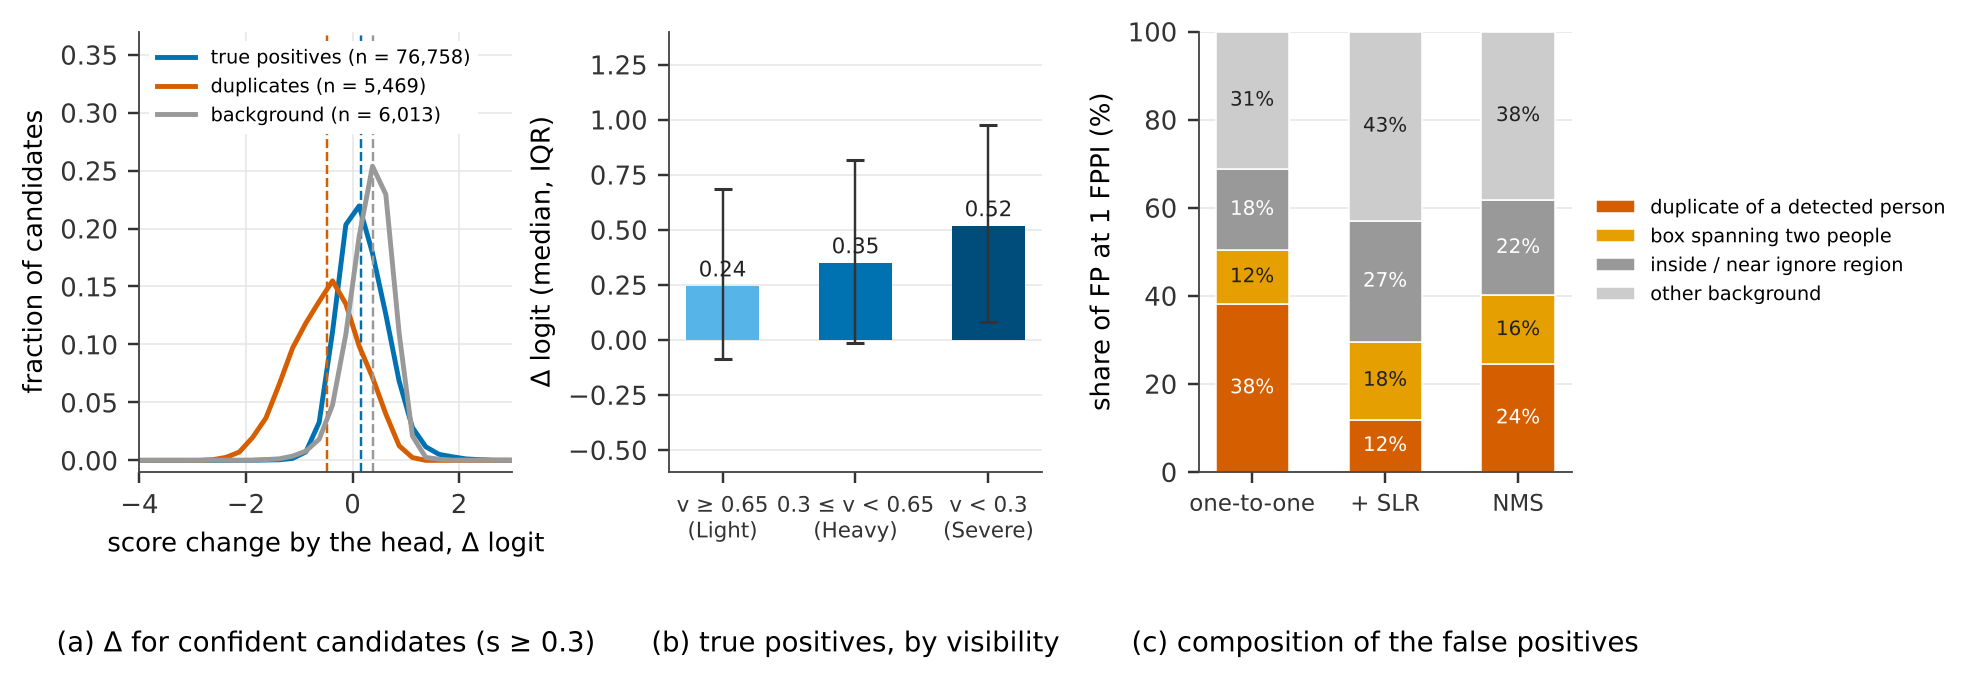 fraction of candidates
0.35
0.30
0.25
0.20
0.15
0.10
0.05
0.00
true positives (n = 76,758)
duplicates (n = 5,469)
background (n = 6,013)
−4
−2
0
2
score change by the head, Δ logit
(a) Δ for confident candidates (s ≥ 0.3)
Δ logit (median, IQR)
1.25
1.00
0.75
0.50
0.25
0.00
−0.25
−0.50
0.24
0.35
0.52
v ≥ 0.65
(Light)
0.3 ≤ v < 0.65
(Heavy)
v < 0.3
(Severe)
(b) true positives, by visibility
share of FP at 1 FPPI (%)
100
80
60
40
20
0
31%
18%
12%
38%
43%
27%
18%
12%
38%
22%
16%
24%
one-to-one
+ SLR
NMS
duplicate of a detected person
box spanning two people
inside / near ignore region
other background
(c) composition of the false positives